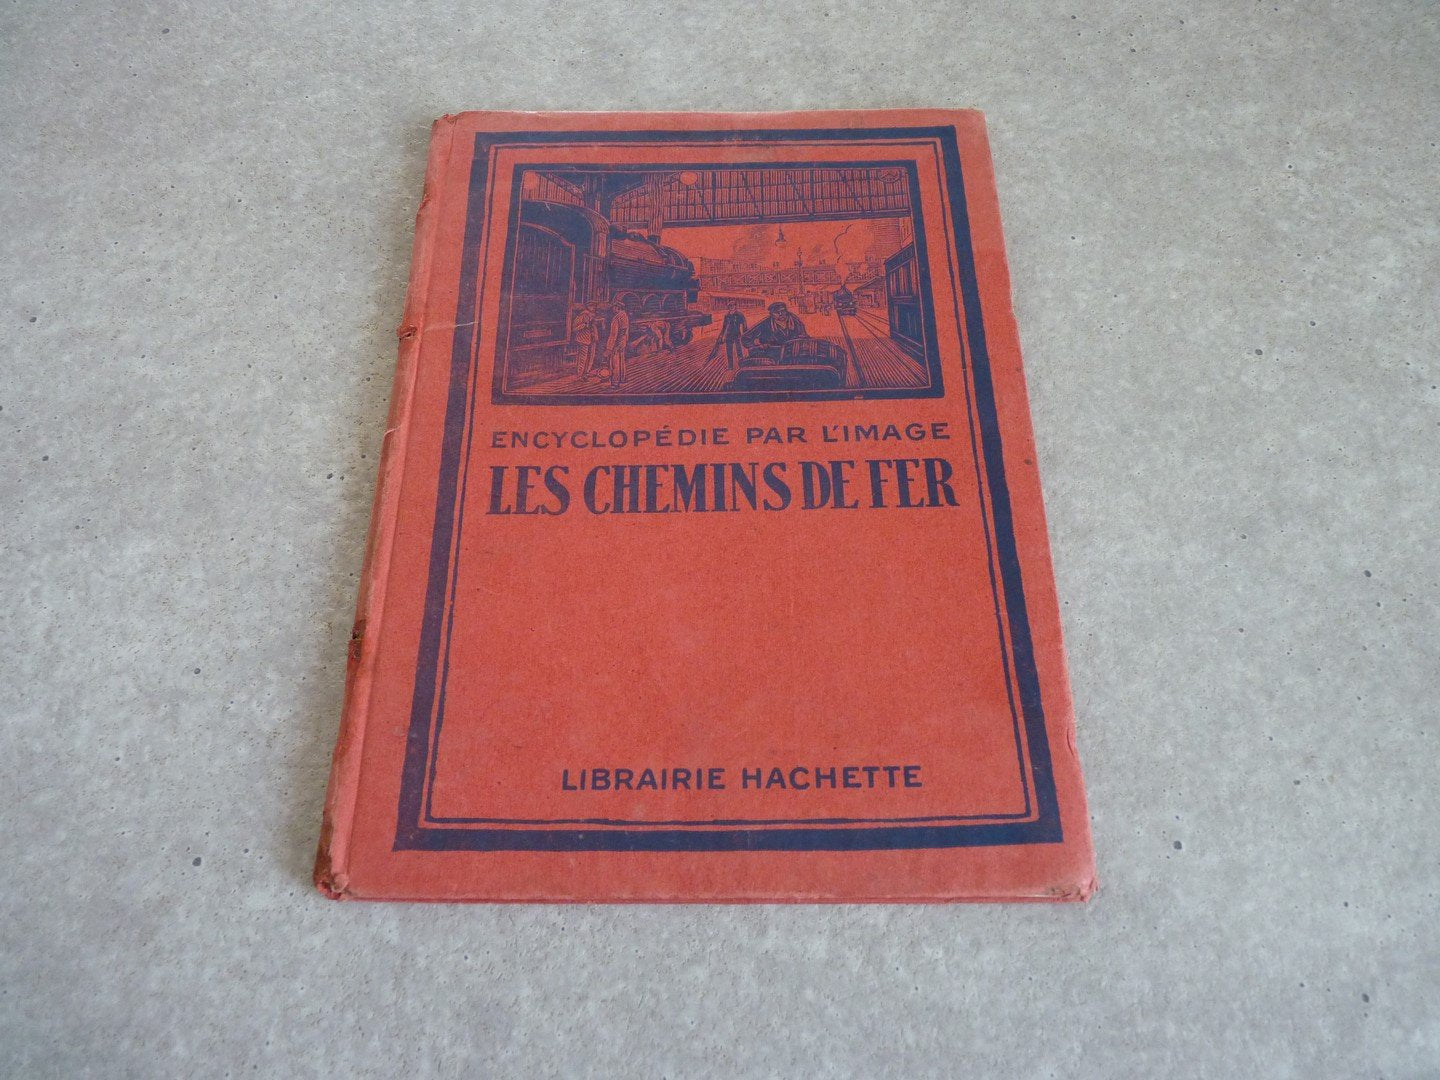 ENCYCLOPÉDIE PAR L'IMAGE
LES CHEMINS DE FER
LIBRAIRIE HACHETTE